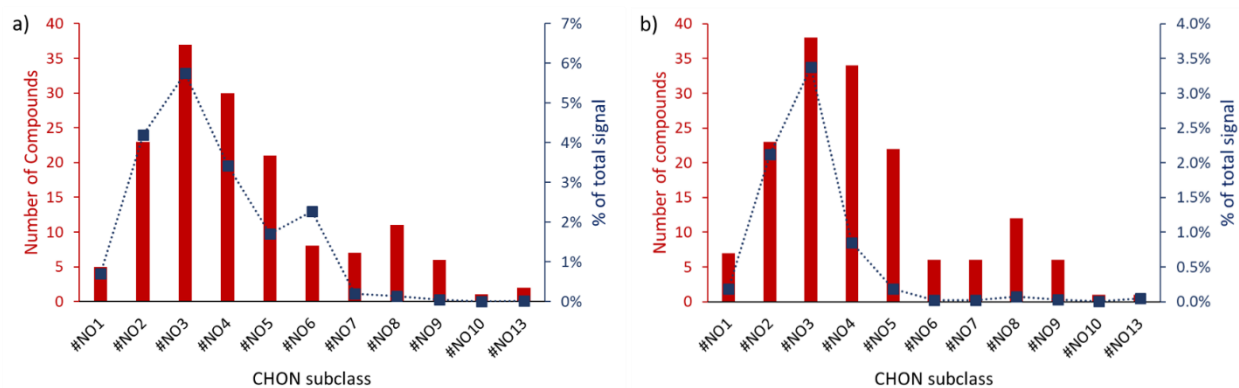 a)
Number of Compounds
40
35
30
25
20
15
10
5
0
7%
6%
5%
4%
3%
2%
1%
0%
% of total signal
#NO1
#NO2
#NO3
#NO4
#NO5
#NO6
#NO7
#NO8
#NO9
#NO10
#NO13
CHON subclass
b)
Number of compounds
40
35
30
25
20
15
10
5
0
4.0%
3.5%
3.0%
2.5%
2.0%
1.5%
1.0%
0.5%
0.0%
% of total signal
#NO1
#NO2
#NO3
#NO4
#NO5
#NO6
#NO7
#NO8
#NO9
#NO10
#NO13
CHON subclass